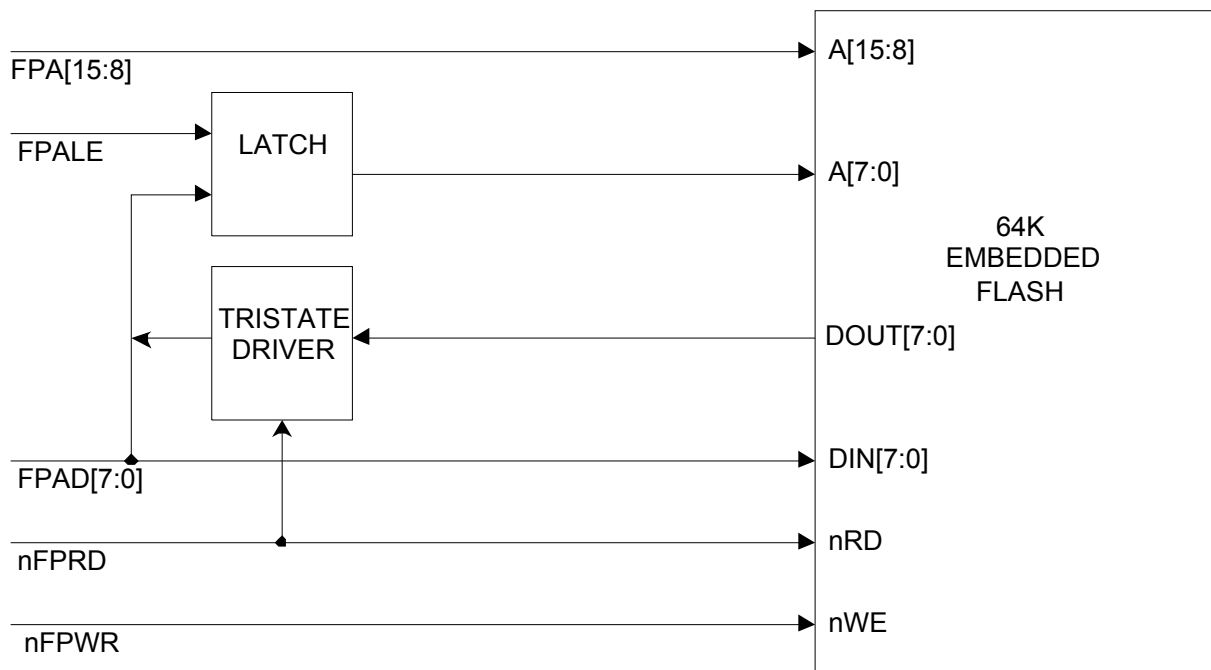 FPA[15:8]
A[15:8]
FPALE
LATCH
A[7:0]
64K
EMBEDDED
FLASH
TRISTATE
DRIVER
DOUT[7:0]
FPAD[7:0]
DIN[7:0]
nFPRD
nRD
nFPWR
nWE